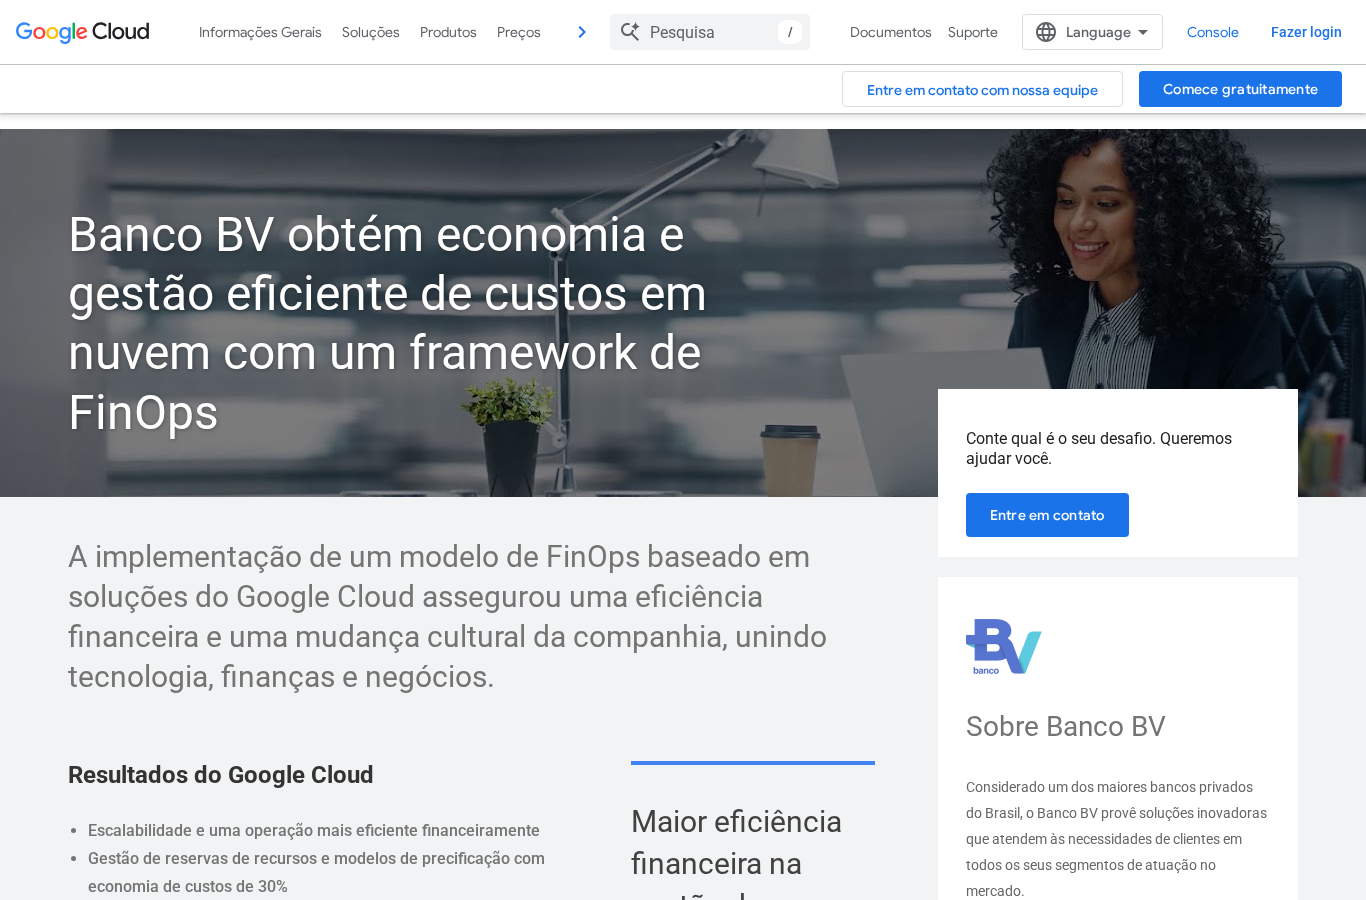 Google Cloud
Informações Gerais
Soluções
Produtos
Preços
Pesquisa
/
Documentos
Suporte
Language
Console
Fazer login
Entre em contato com nossa equipe
Comece gratuitamente
Banco BV obtém economia e
gestão eficiente de custos em
nuvem com um framework de
FinOps
Conte qual é o seu desafio. Queremos
ajudar você.
Entre em contato
A implementação de um modelo de FinOps baseado em
soluções do Google Cloud assegurou uma eficiência
financeira e uma mudança cultural da companhia, unindo
tecnologia, finanças e negócios.
Resultados do Google Cloud
Escalabilidade e uma operação mais eficiente financeiramente
Gestão de reservas de recursos e modelos de precificação com
economia de custos de 30%
Maior eficiência
financeira na
BV
banco
Sobre Banco BV
Considerado um dos maiores bancos privados
do Brasil, o Banco BV provê soluções inovadoras
que atendem às necessidades de clientes em
todos os seus segmentos de atuação no
mercado.